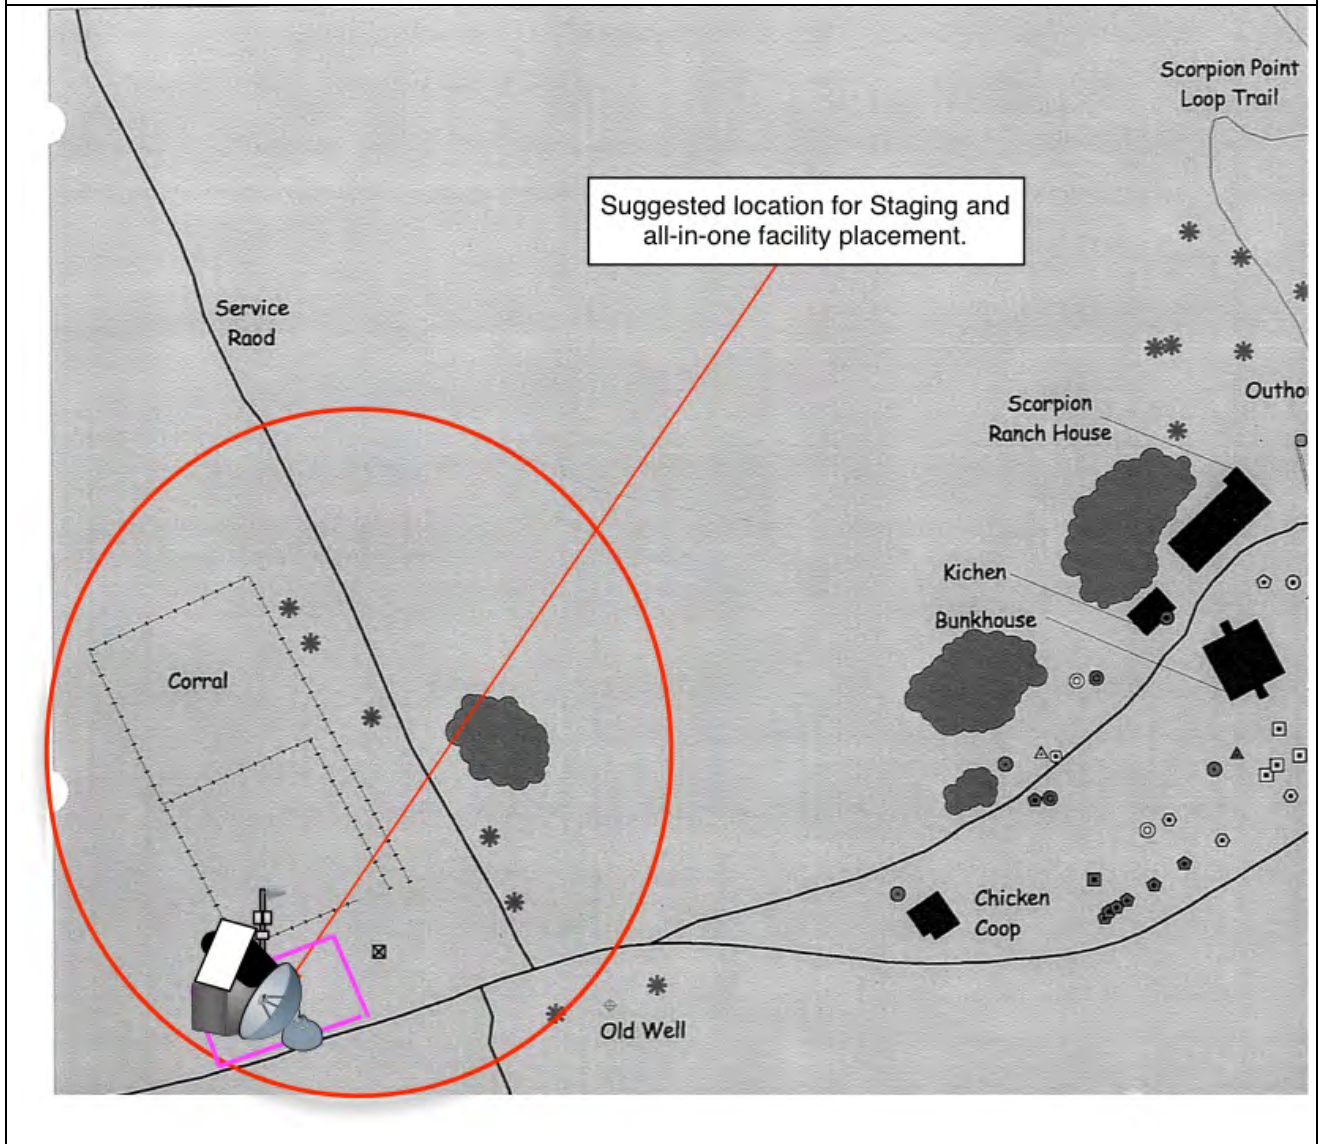 Scorpion Point
Loop Trail
Suggested location for Staging and
all-in-one facility placement.
Service
Raod
Outho
Scorpion
Ranch House
Kichen
Bunkhouse
Corral
Chicken
Coop
Old Well